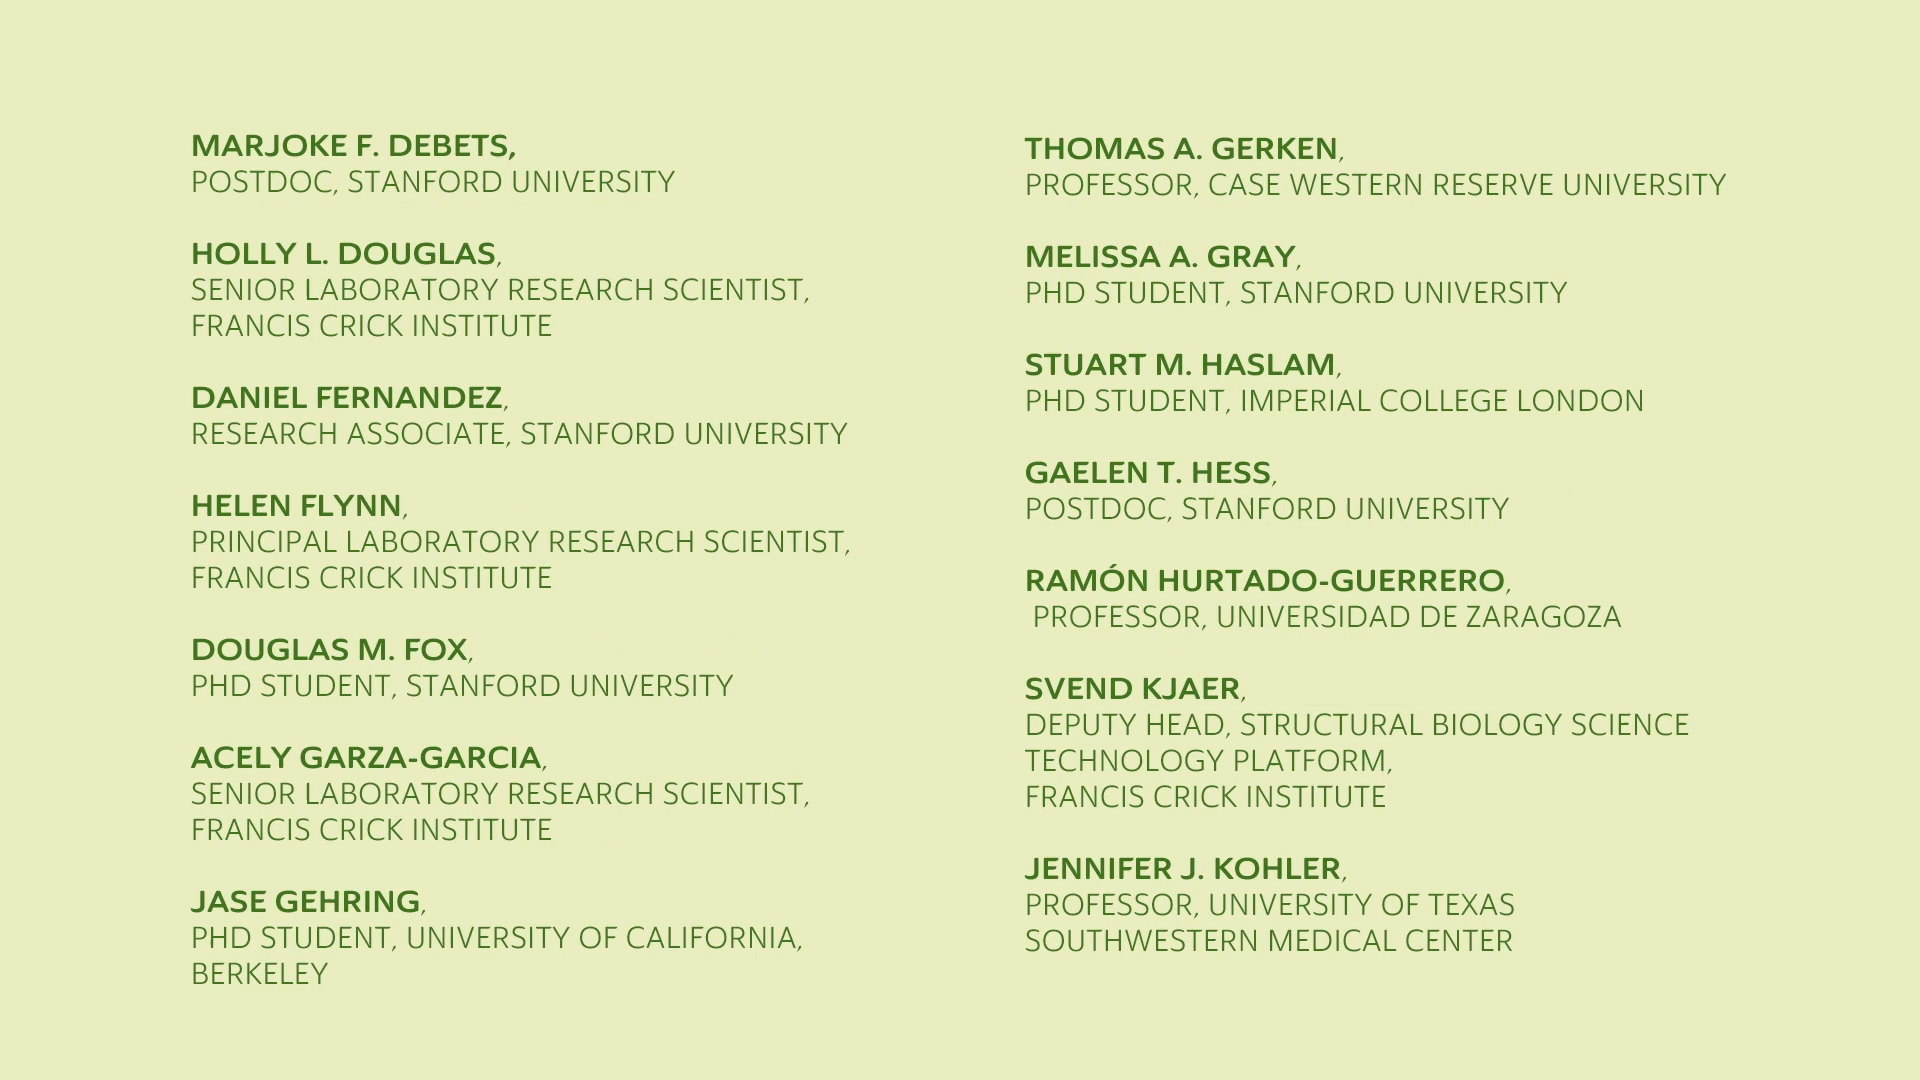 MARJOKE F. DEBETS,
POSTDOC, STANFORD UNIVERSITY
HOLLY L. DOUGLAS,
SENIOR LABORATORY RESEARCH SCIENTIST,
FRANCIS CRICK INSTITUTE
DANIEL FERNANDEZ,
RESEARCH ASSOCIATE, STANFORD UNIVERSITY
HELEN FLYNN,
PRINCIPAL LABORATORY RESEARCH SCIENTIST,
FRANCIS CRICK INSTITUTE
DOUGLAS M. FOX,
PHD STUDENT, STANFORD UNIVERSITY
ACELY GARZA-GARCIA,
SENIOR LABORATORY RESEARCH SCIENTIST,
FRANCIS CRICK INSTITUTE
JASE GEHRING,
PHD STUDENT, UNIVERSITY OF CALIFORNIA,
BERKELEY
THOMAS A. GERKEN,
PROFESSOR, CASE WESTERN RESERVE UNIVERSITY
MELISSA A. GRAY,
PHD STUDENT, STANFORD UNIVERSITY
STUART M. HASLAM,
PHD STUDENT, IMPERIAL COLLEGE LONDON
GAELEN T. HESS,
POSTDOC, STANFORD UNIVERSITY
RAMÓN HURTADO-GUERRERO,
PROFESSOR, UNIVERSIDAD DE ZARAGOZA
SVEND KJAER,
DEPUTY HEAD, STRUCTURAL BIOLOGY SCIENCE
TECHNOLOGY PLATFORM,
FRANCIS CRICK INSTITUTE
JENNIFER J. KOHLER,
PROFESSOR, UNIVERSITY OF TEXAS
SOUTHWESTERN MEDICAL CENTER